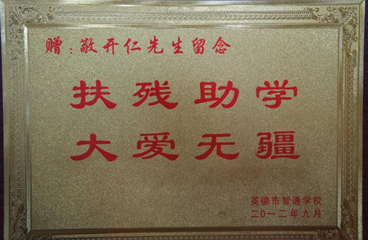 赠：敬开仁先生留念
扶残助学
大爱无疆
英德市智通学校
二〇一二年九月